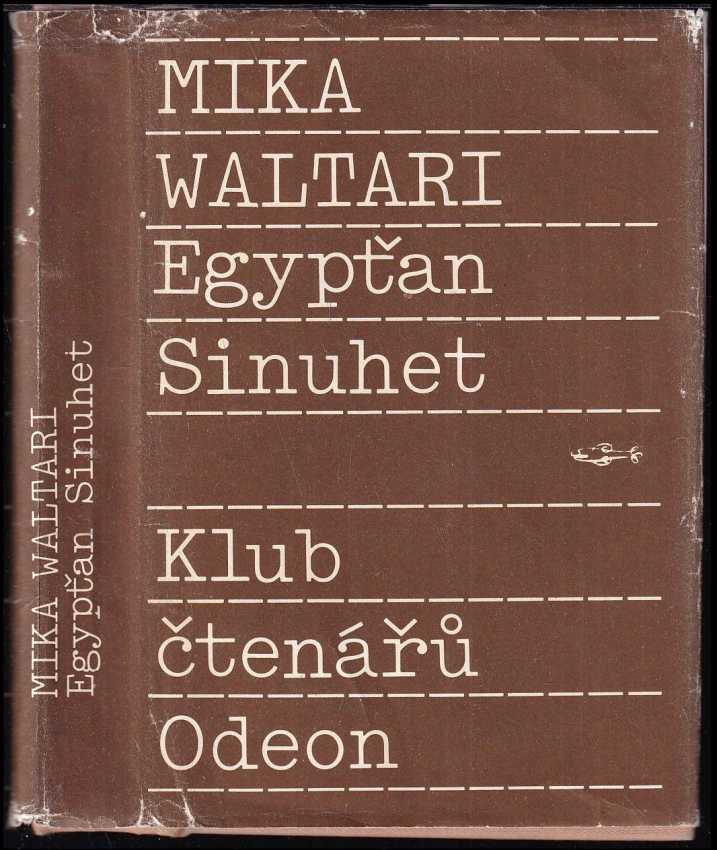 MIKA
WALTARI
Egypťan
Sinuhet
Klub
čtenářů
Odeon
MIKA WALTARI
Egypťan Sinuhet